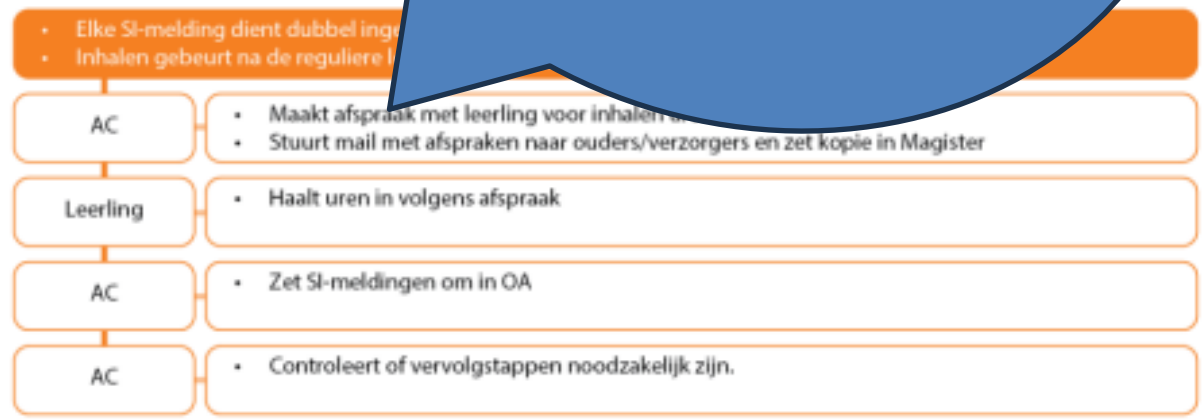 • Elke SI-melding dient dubbel
• Inhalen gebeurt na de reguliere
AC
• Maakt afspraak met leerling voor inhalen
• Stuurt mail met afspraken naar ouders/verzorgers en zet kopie in Magister
Leerling
• Haalt uren in volgens afspraak
AC
• Zet SI-meldingen om in OA
AC
• Controleert of vervolgstappen noodzakelijk zijn.